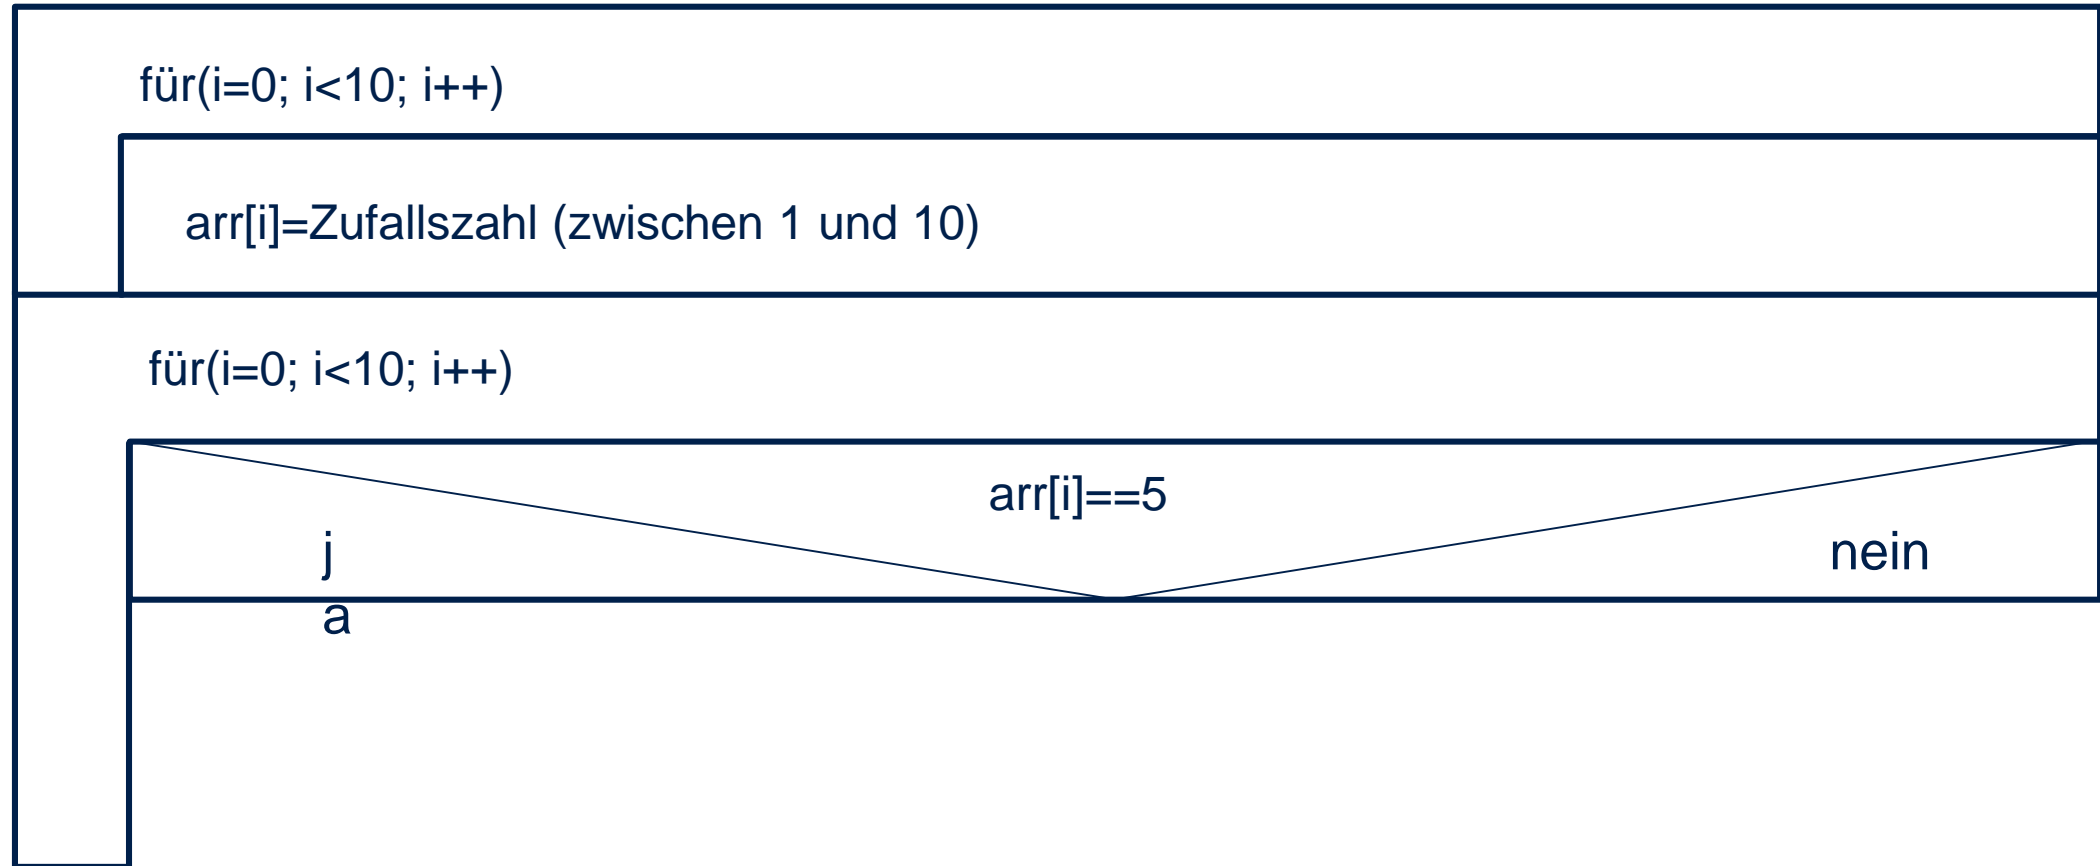 für(i=0; i<10; i++)
arr[i]=Zufallszahl (zwischen 1 und 10)
für(i=0; i<10; i++)
arr[i]==5
j
a
nein